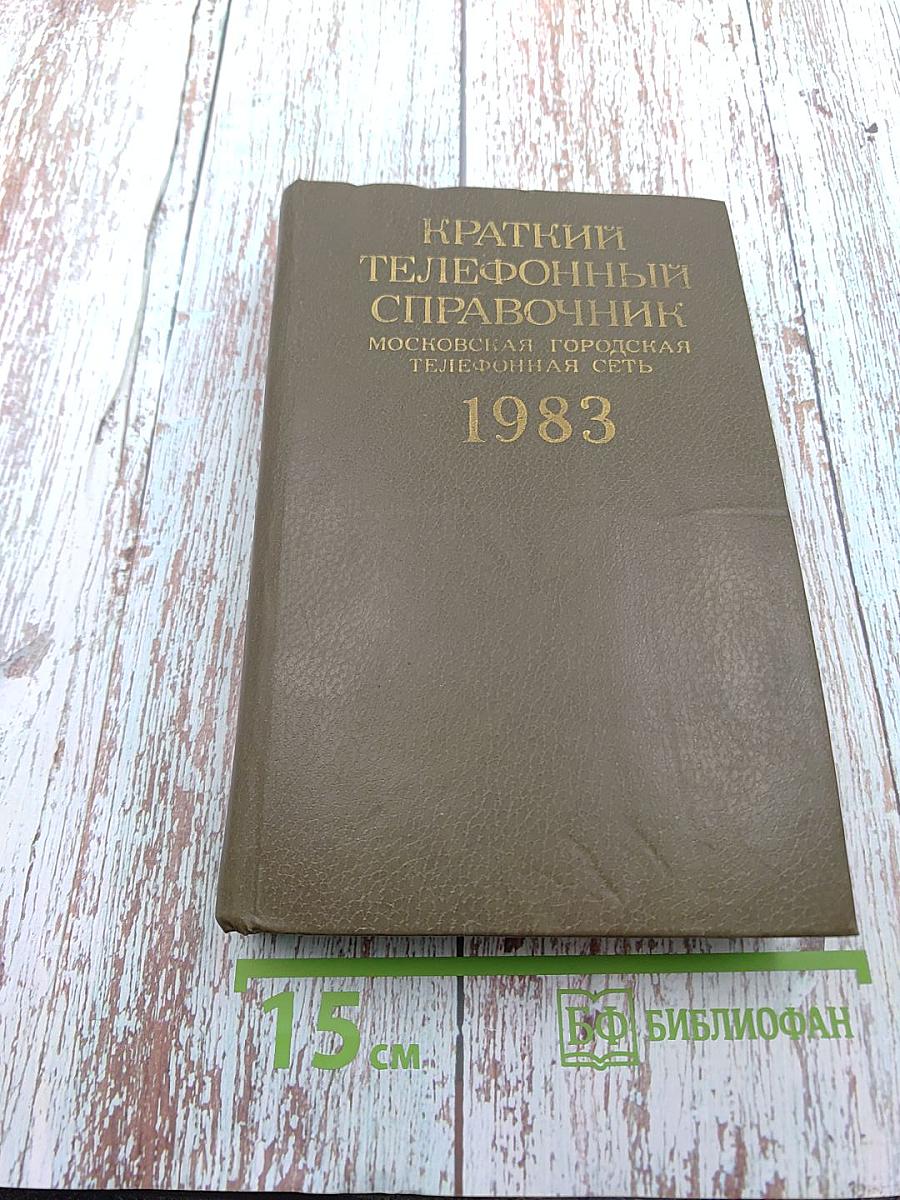 КРАТКИЙ
ТЕЛЕФОННЫЙ
СПРАВОЧНИК
МОСКОВСКАЯ ГОРОДСКАЯ
ТЕЛЕФОННАЯ СЕТЬ
1983
15 см
БФ БИБЛИОФАН